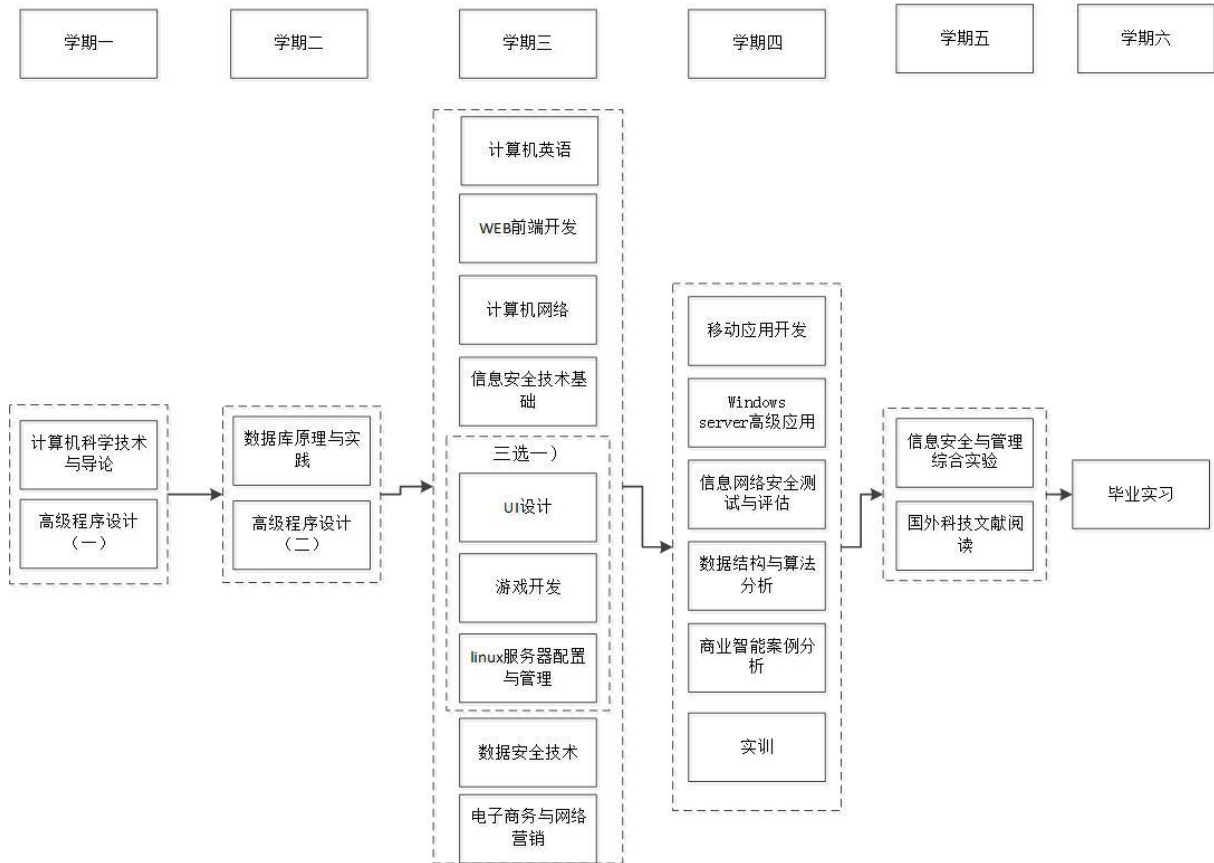 学期一
学期二
学期三
学期四
学期五
学期六
计算机科学技术
与导论
高级程序设计
（一）
数据库原理与实
践
高级程序设计
（二）
计算机英语
WEB前端开发
计算机网络
信息安全技术基
础
三选一）
UI设计
游戏开发
linux服务器配置
与管理
数据安全技术
电子商务与网络
营销
移动应用开发
Windows
server高级应用
信息网络安全测
试与评估
数据结构与算法
分析
商业智能案例分
析
实训
信息安全与管理
综合实验
国外科技文献阅
读
毕业实习